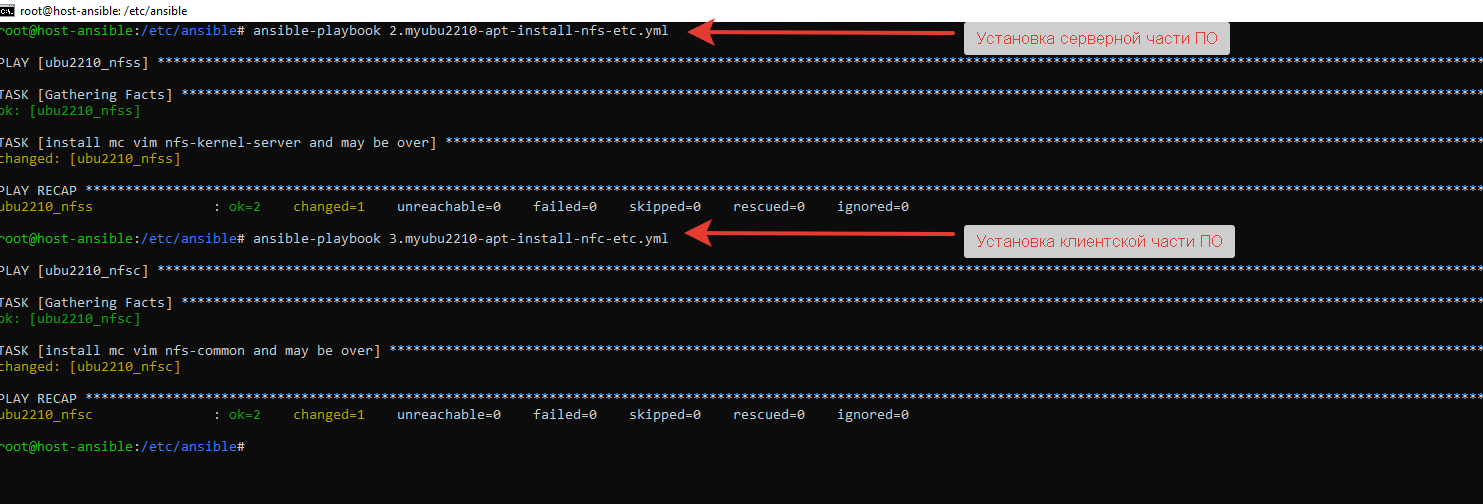 root@host-ansible: /etc/ansible
root@host-ansible:/etc/ansible# ansible-playbook 2.myubu2210-apt-install-nfs-etc.yml
Установка серверной части ПО
PLAY [ubu2210_nfss] ****************************************************************************************************************************************************************
TASK [Gathering Facts] *************************************************************************************************************************************************************
ok: [ubu2210_nfss]
TASK [install mc vim nfs-kernel-server and may be over] ****************************************************************************************************************************
changed: [ubu2210_nfss]
PLAY RECAP *************************************************************************************************************************************************************************
ubu2210_nfss               : ok=2    changed=1    unreachable=0    failed=0    skipped=0    rescued=0    ignored=0
root@host-ansible:/etc/ansible# ansible-playbook 3.myubu2210-apt-install-nfc-etc.yml
Установка клиентской части ПО
PLAY [ubu2210_nfsc] ****************************************************************************************************************************************************************
TASK [Gathering Facts] *************************************************************************************************************************************************************
ok: [ubu2210_nfsc]
TASK [install mc vim nfs-common and may be over] ***********************************************************************************************************************************
changed: [ubu2210_nfsc]
PLAY RECAP *************************************************************************************************************************************************************************
ubu2210_nfsc               : ok=2    changed=1    unreachable=0    failed=0    skipped=0    rescued=0    ignored=0
root@host-ansible:/etc/ansible#